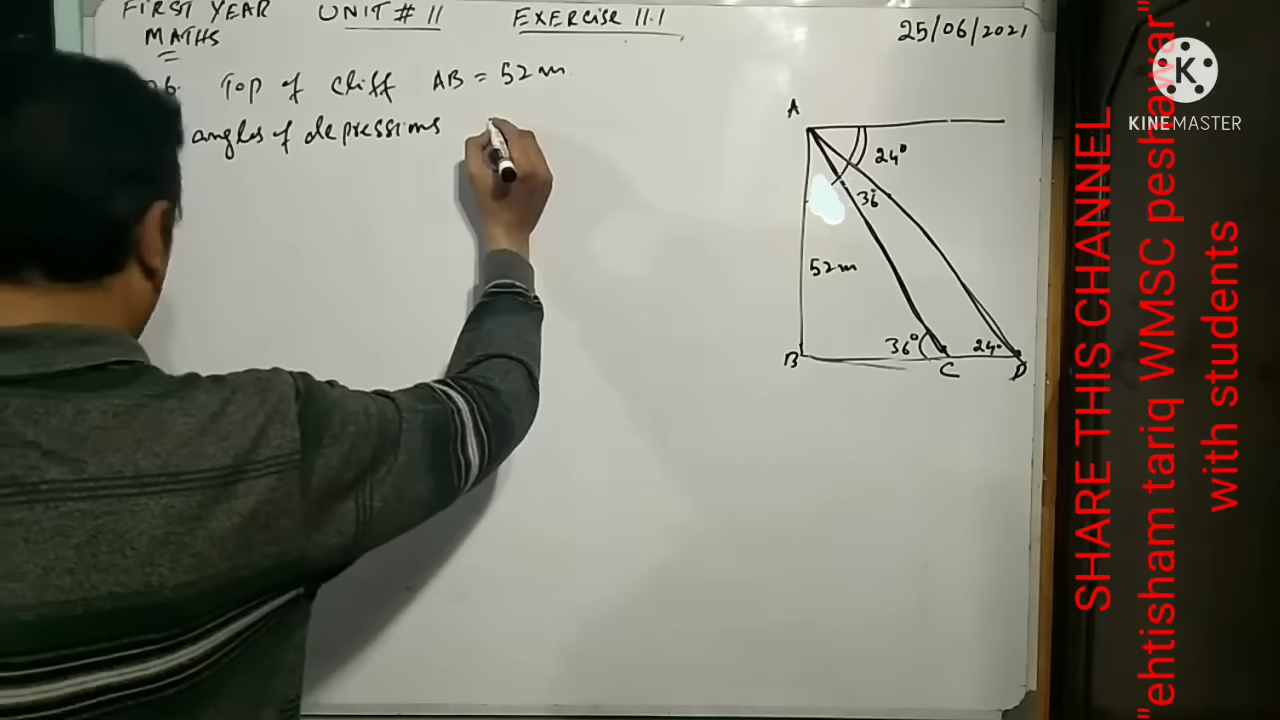 FIRST YEAR UNIT # 11 EXERCISE 11.1 25/06/2021
MATHS
6. Top of cliff AB = 52 m
angles of depressions
A
24°
36
52m
36°
24°
B
C
D
K
KINEMASTER
SHARE THIS CHANNEL
"ehtisham tariq WMSC peshawar"
with students